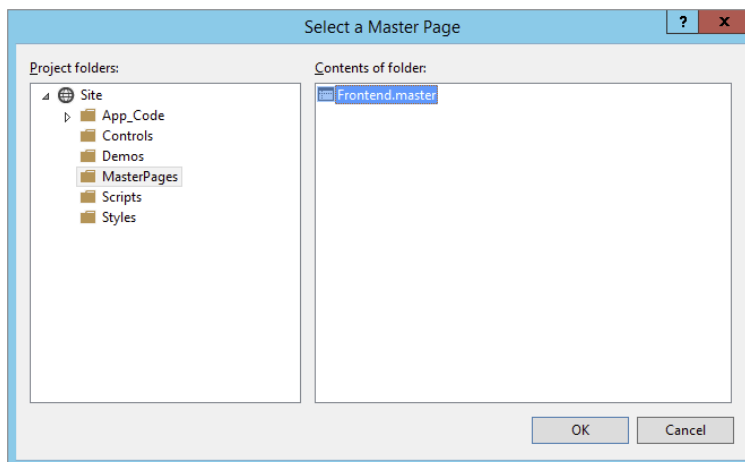 Select a Master Page
?
x
Project folders:
Contents of folder:
Site
App_Code
Controls
Demos
MasterPages
Scripts
Styles
Frontend.master
OK
Cancel